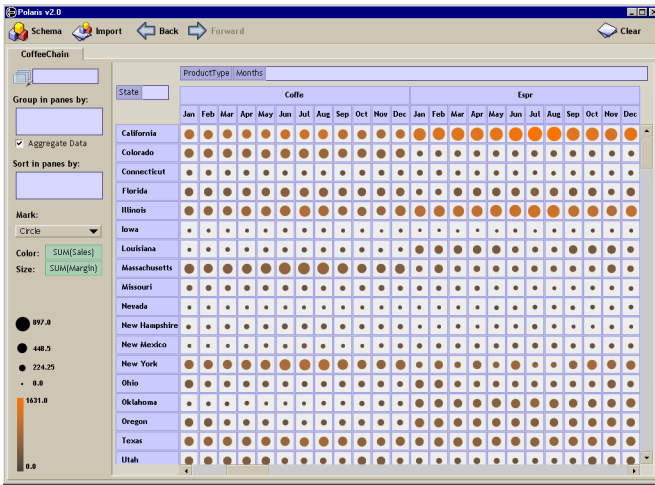 Polaris v2.0
Schema Import Back Forward Clear
CoffeeChain
ProductType Months
Group in panes by:
State
Coffe Espr
Jan Feb Mar Apr May Jun Jul Aug Sep Oct Nov Dec Jan Feb Mar Apr May Jun Jul Aug Sep Oct Nov Dec
Aggregate Data
Sort in panes by:
Mark:
Circle
Color: SUM(Sales)
Size: SUM(Margin)
897.0
448.5
224.25
0.0
1631.0
0.0
California
Colorado
Connecticut
Florida
Illinois
Iowa
Louisiana
Massachusetts
Missouri
Nevada
New Hampshire
New Mexico
New York
Ohio
Oklahoma
Oregon
Texas
Utah